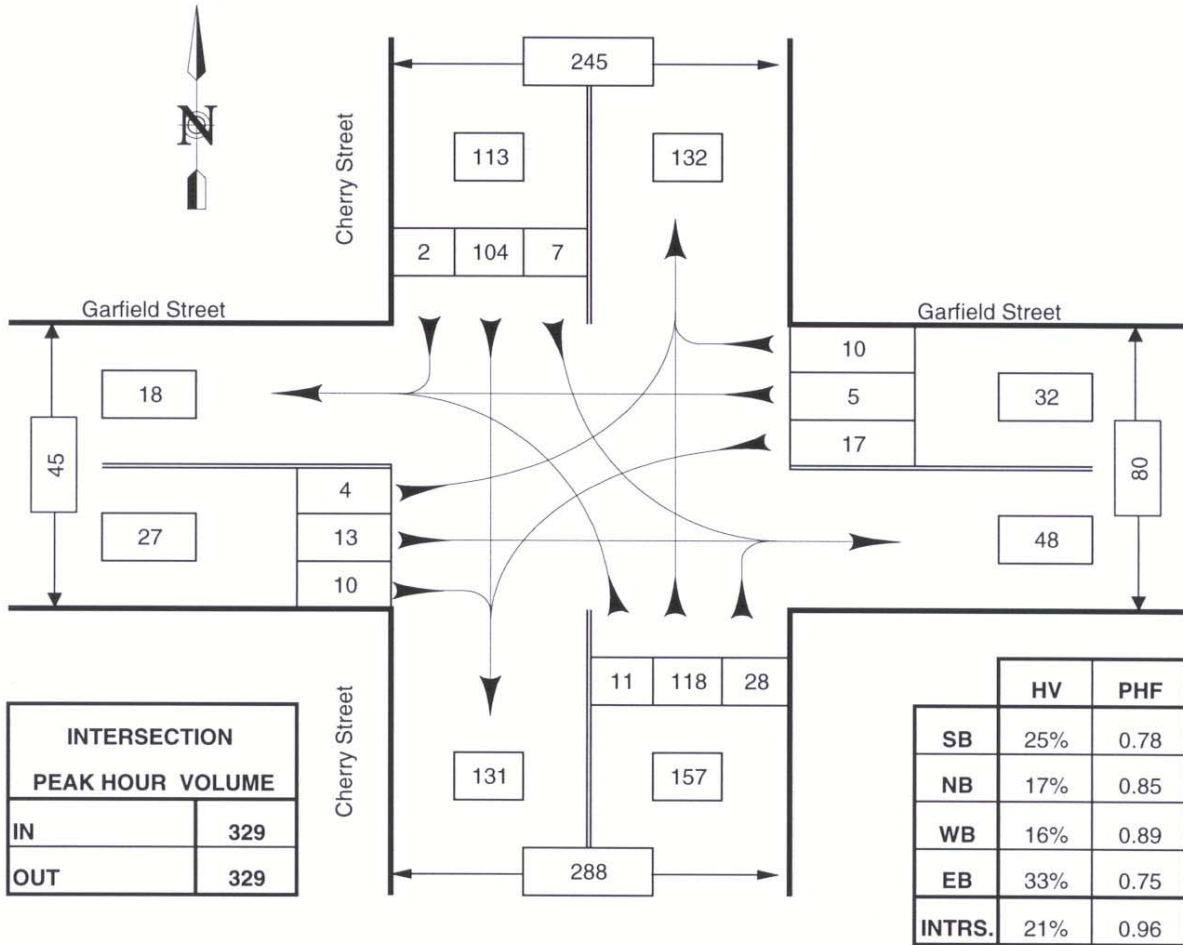 N
Cherry Street
245
113
132
2 104 7
Garfield Street
Garfield Street
18
45
4
13
10
27
10
5
17
32
80
48
11 118 28
131
157
Cherry Street
288
INTERSECTION
PEAK HOUR VOLUME
IN 329
OUT 329
HV PHF
SB 25% 0.78
NB 17% 0.85
WB 16% 0.89
EB 33% 0.75
INTRS. 21% 0.96